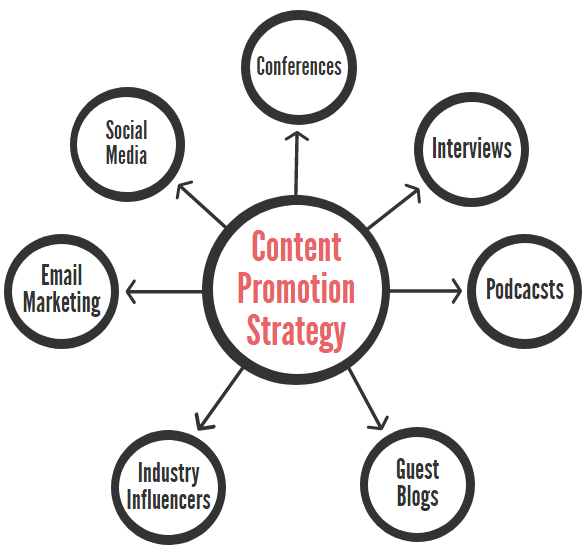 Conferences
Social
Media
Interviews
Content
Promotion
Strategy
Email
Marketing
Podcacsts
Industry
Influencers
Guest
Blogs